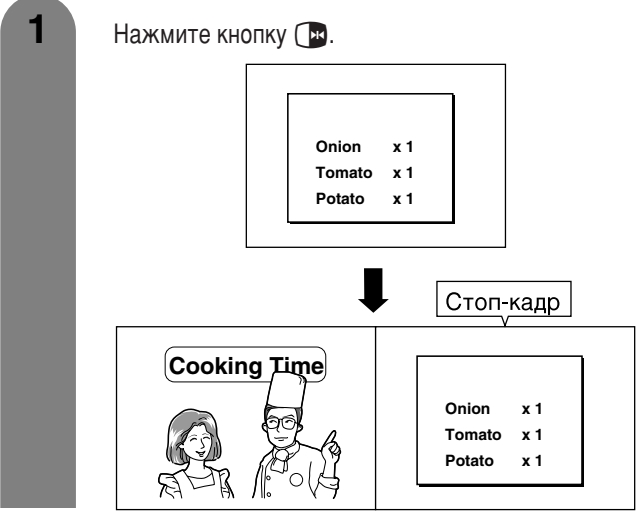 1
Нажмите кнопку .
Onion x 1
Tomato x 1
Potato x 1
Стоп-кадр
Cooking Time
Onion x 1
Tomato x 1
Potato x 1